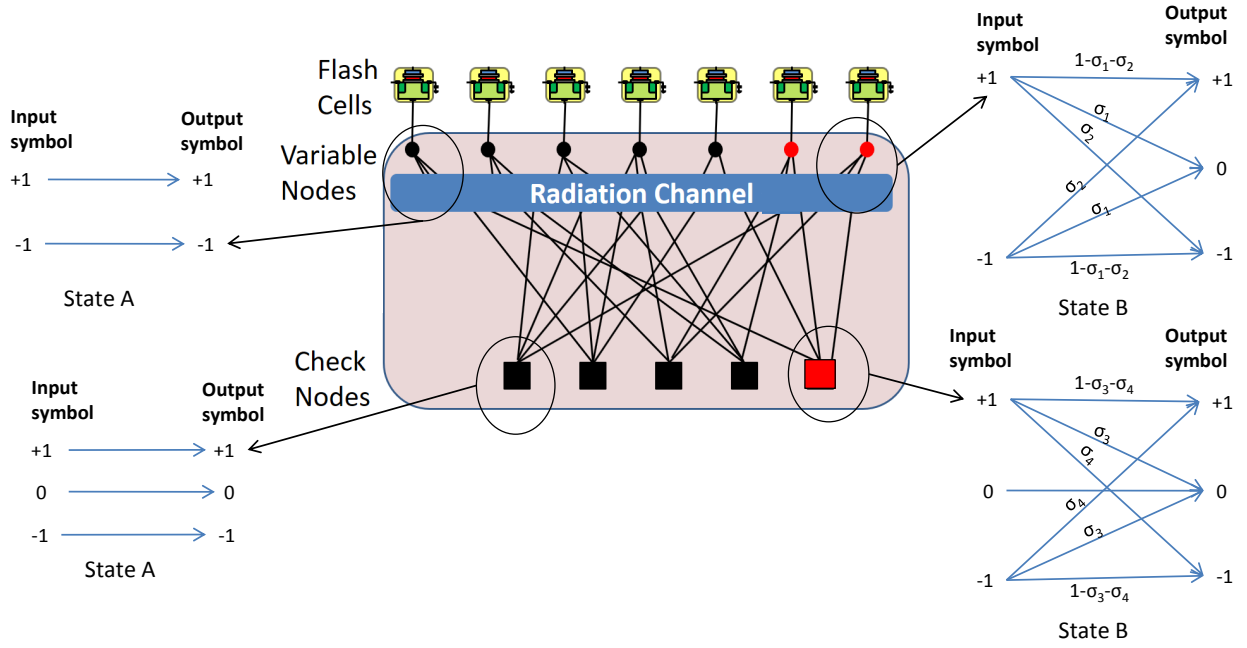 Flash
Cells
Variable
Nodes
Radiation Channel
Check
Nodes
Input
symbol
Output
symbol
+1
+1
-1
-1
State A
Input
symbol
Output
symbol
+1
+1
0
0
-1
-1
State A
Input
symbol
Output
symbol
1-σ₁-σ₂
+1
+1
σ₁
σ₂
0
σ₂
σ₁
-1
-1
1-σ₁-σ₂
State B
Input
symbol
Output
symbol
1-σ₃-σ₄
+1
+1
σ₃
σ₄
0
0
σ₄
σ₃
-1
-1
1-σ₃-σ₄
State B